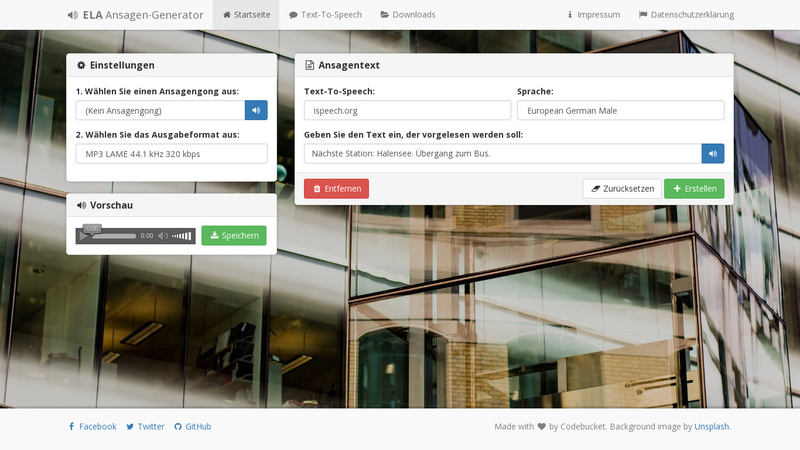 ELA Ansagen-Generator
Startseite
Text-To-Speech
Downloads
Impressum
Datenschutzerklärung
Einstellungen
1. Wählen Sie einen Ansagengong aus:
(Kein Ansagengong)
2. Wählen Sie das Ausgabeformat aus:
MP3 LAME 44.1 kHz 320 kbps
Vorschau
0:00
0:00
Speichern
Ansagentext
Text-To-Speech:
Sprache:
ispeech.org
European German Male
Geben Sie den Text ein, der vorgelesen werden soll:
Nächste Station: Halensee. Übergang zum Bus.
Entfernen
Zurücksetzen
Erstellen
Facebook
Twitter
GitHub
Made with ♥ by Codebucket. Background image by Unsplash.